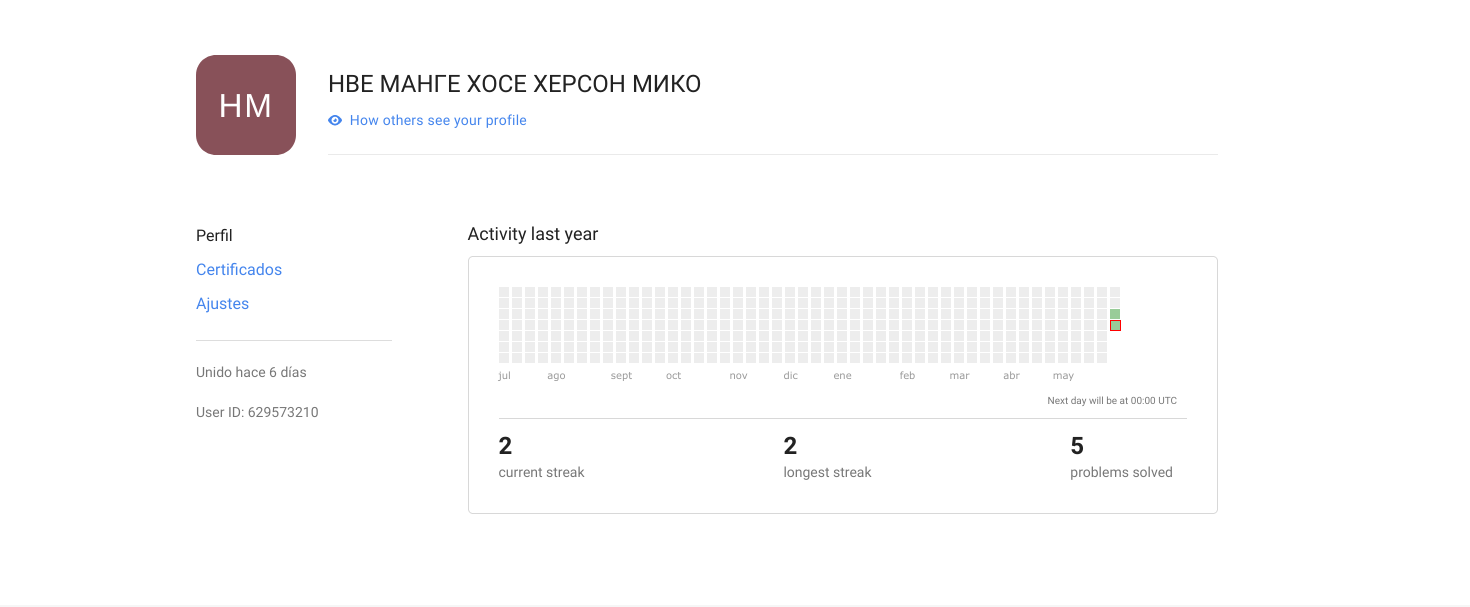 НМ
НВЕ МАНГЕ ХОСЕ ХЕРСОН МИКО
How others see your profile
Perfil
Certificados
Ajustes
Unido hace 6 días
User ID: 629573210
Activity last year
jul ago sept oct nov dic ene feb mar abr may
Next day will be at 00:00 UTC
2 2 5
current streak longest streak problems solved